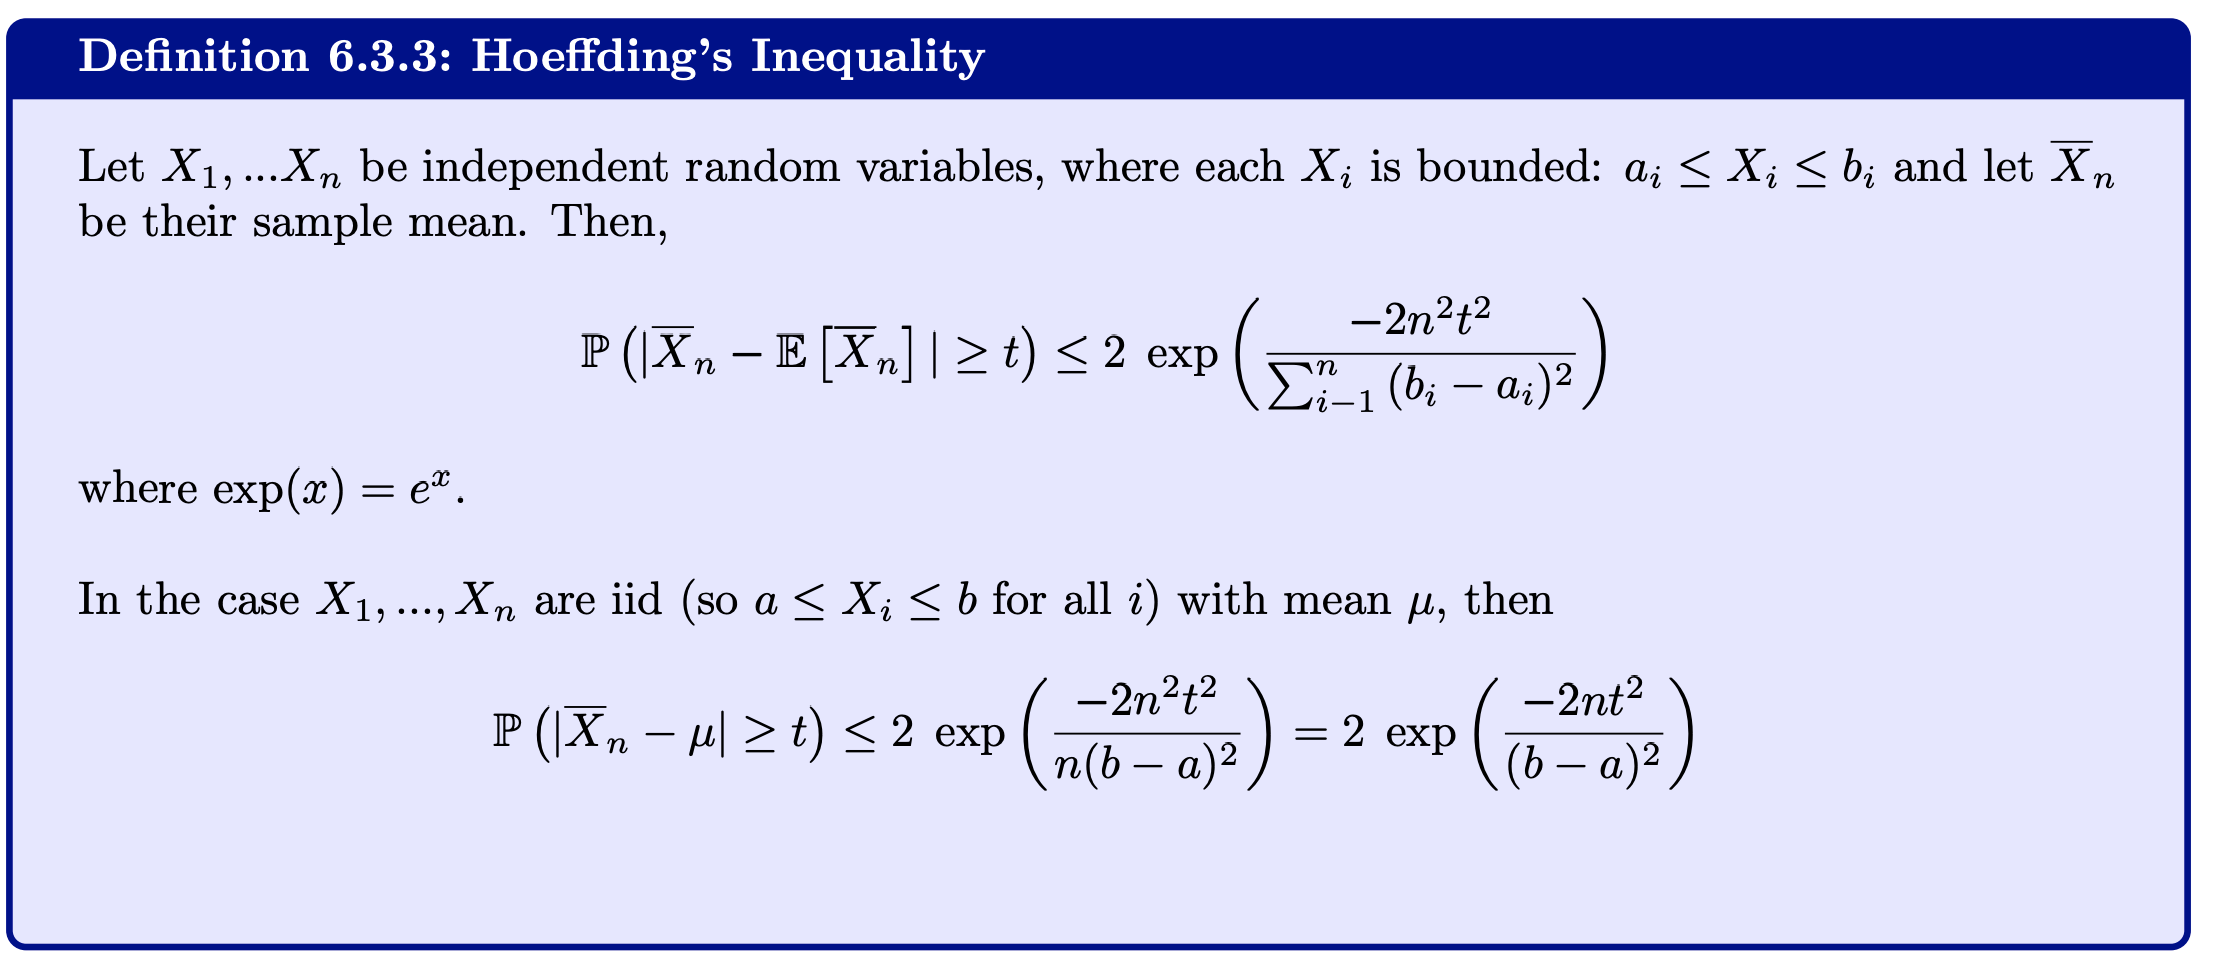 Definition 6.3.3: Hoeffding's Inequality
Let $X_1, ...X_n$ be independent random variables, where each $X_i$ is bounded: $a_i \leq X_i \leq b_i$ and let $\overline{X}_n$
be their sample mean. Then,
$\mathbb{P}\left(|\overline{X}_n - \mathbb{E}\left[\overline{X}_n\right]| \geq t\right) \leq 2 \exp\left(\frac{-2n^2t^2}{\sum_{i-1}^{n}(b_i - a_i)^2}\right)$
where $\exp(x) = e^x$.
In the case $X_1, ..., X_n$ are iid (so $a \leq X_i \leq b$ for all $i$) with mean $\mu$, then
$\mathbb{P}\left(|\overline{X}_n - \mu| \geq t\right) \leq 2 \exp\left(\frac{-2n^2t^2}{n(b - a)^2}\right) = 2 \exp\left(\frac{-2nt^2}{(b - a)^2}\right)$